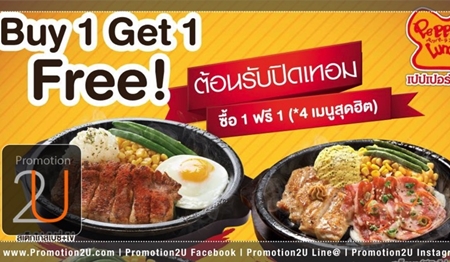 Buy 1 Get 1
Free!
ต้อนรับปิดเทอม
ซื้อ 1 ฟรี 1 (*4 เมนูสุดฮิต)
Pepp
Lun
เปปเปอร์
Promotion
2U
www.Promotion2U.com | Promotion2U Facebook | Promotion2U Line@ | Promotion2U Instag